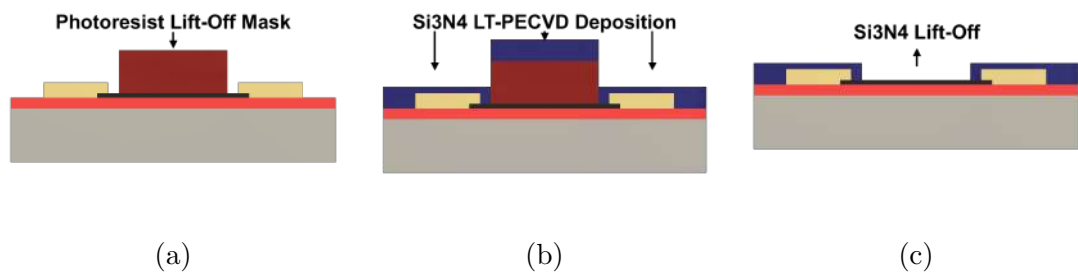 Photoresist Lift-Off Mask
Si3N4 LT-PECVD Deposition
Si3N4 Lift-Off
(a)
(b)
(c)